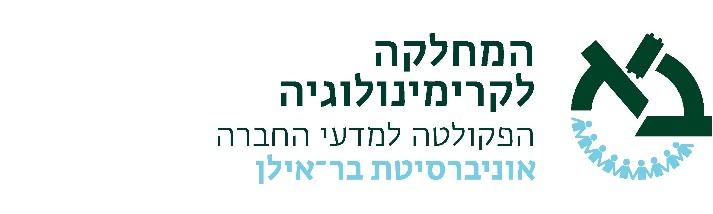 המחלקה
לקרימינולוגיה
הפקולטה למדעי החברה
אוניברסיטת בר־אילן